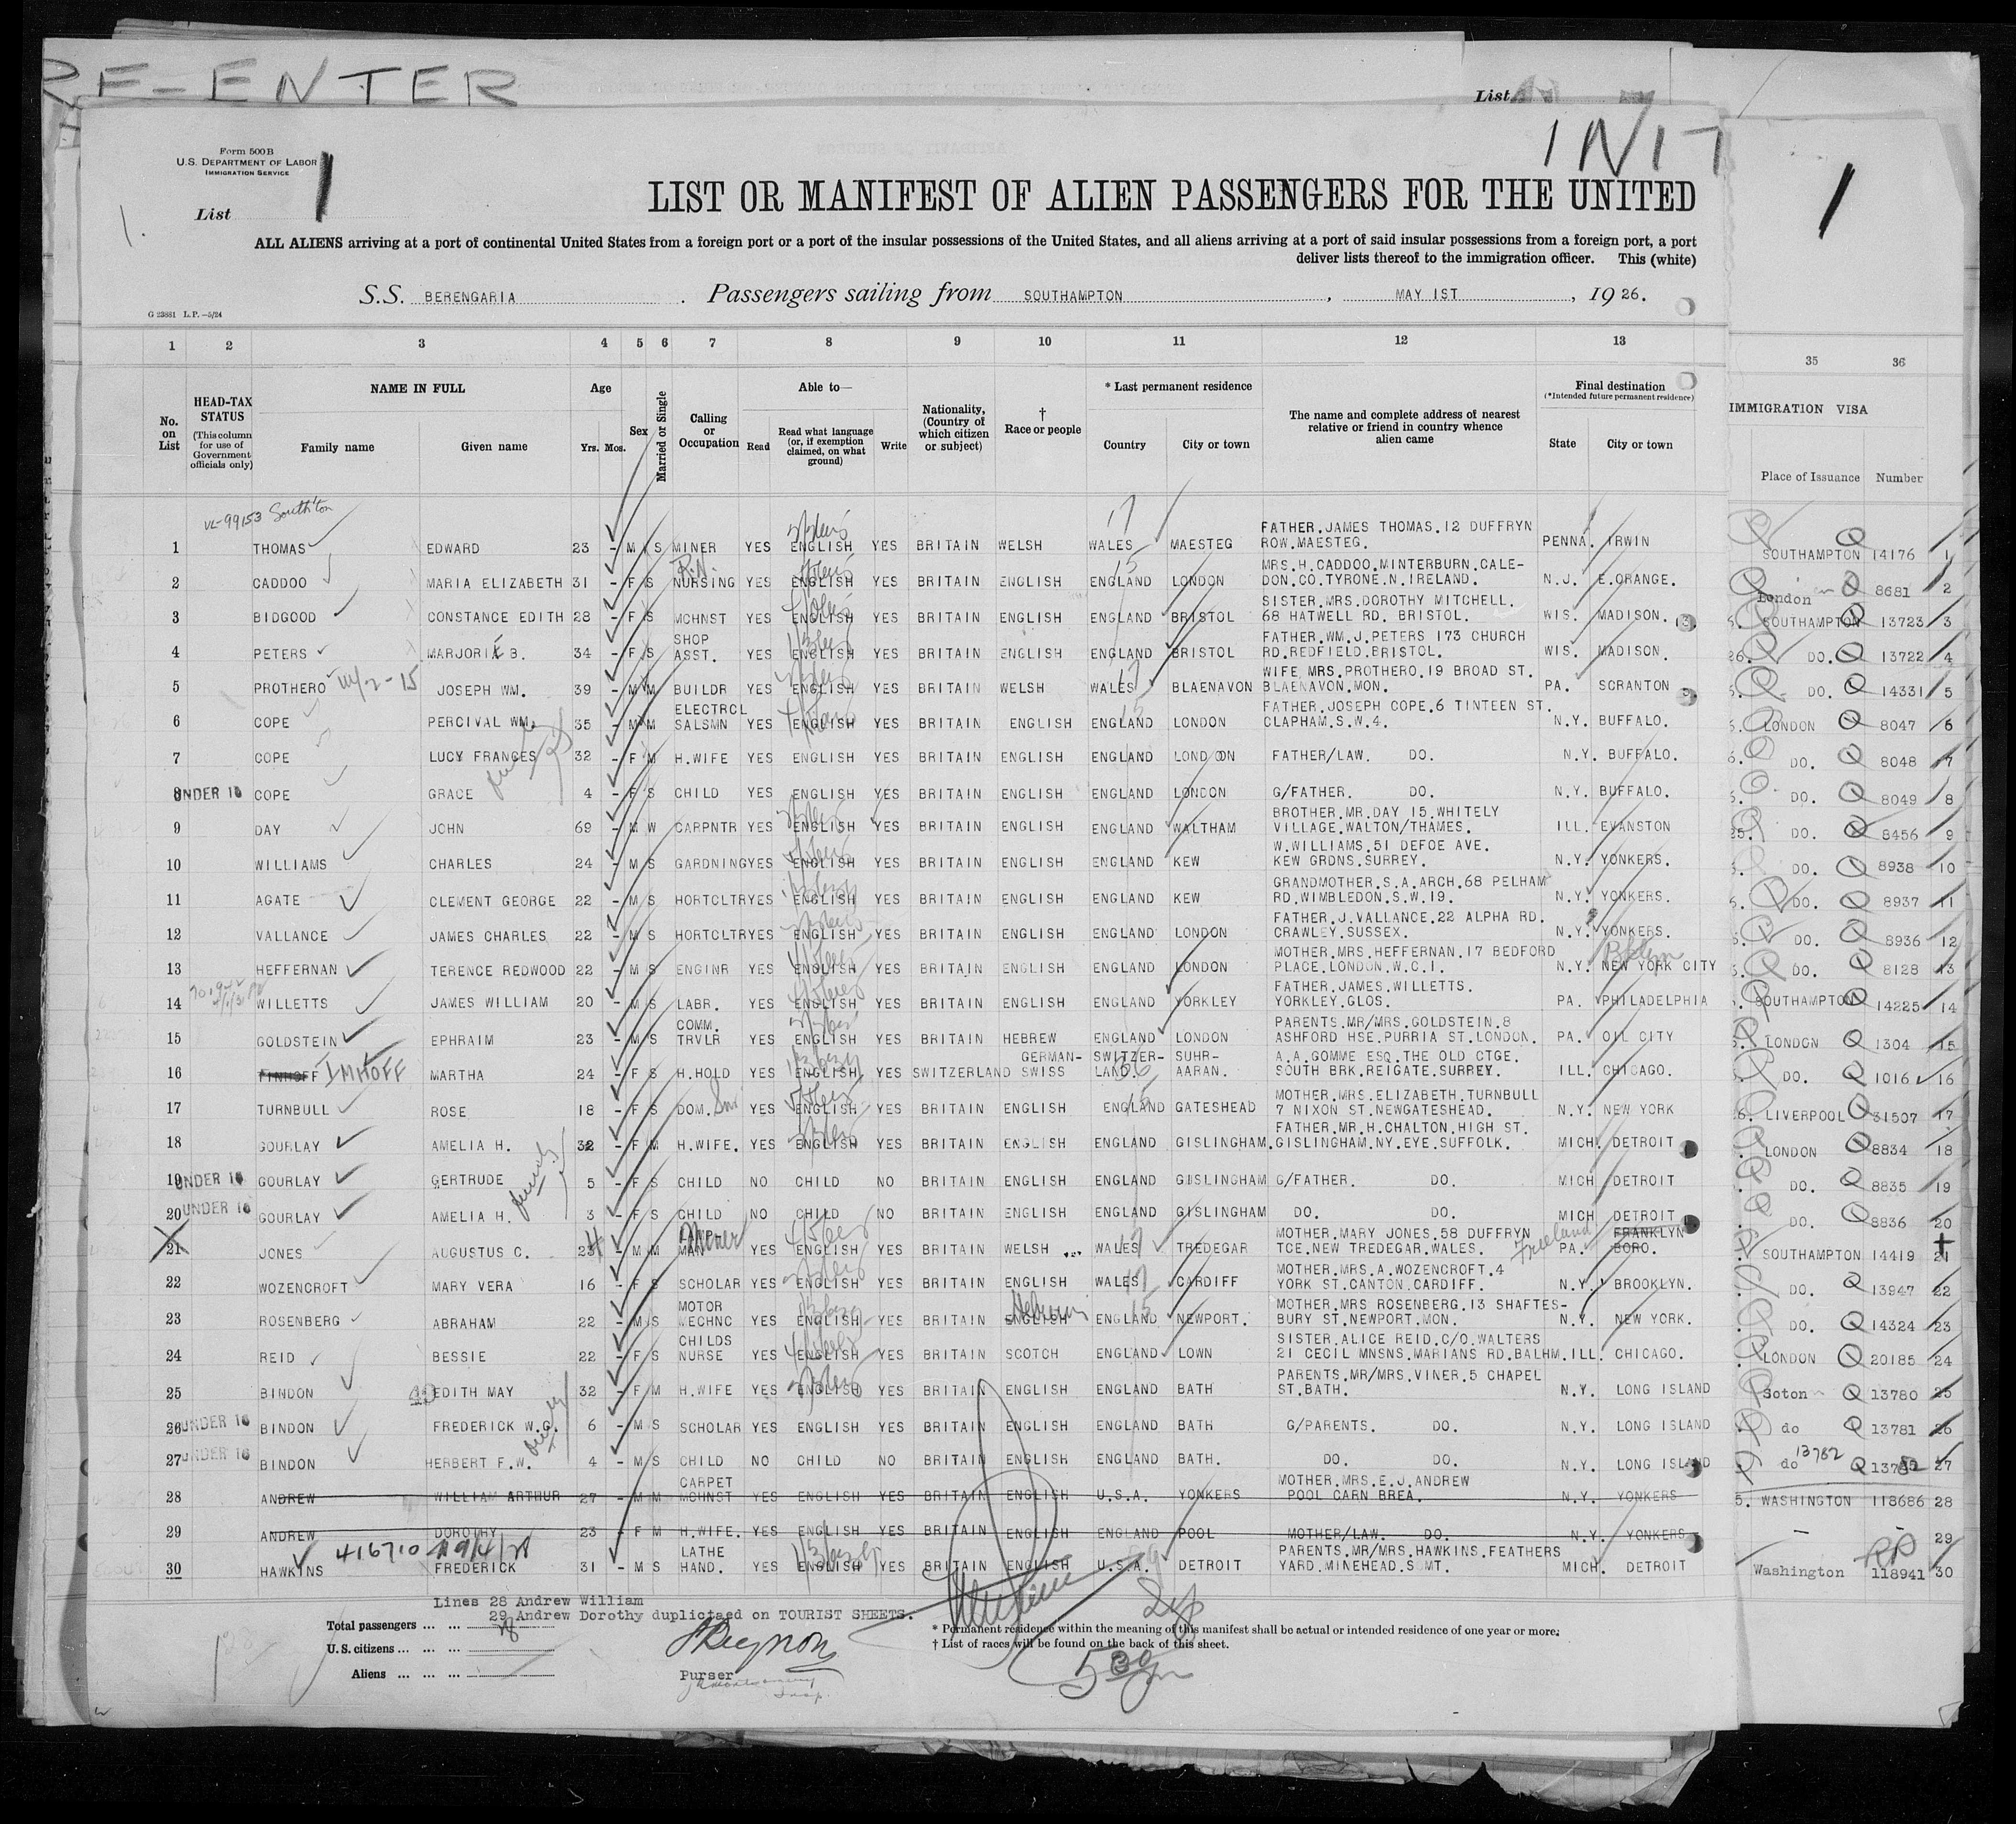 RE-ENTER
List
Form 500 B
U.S. DEPARTMENT OF LABOR
IMMIGRATION SERVICE
List 1
1
LIST OR MANIFEST OF ALIEN PASSENGERS FOR THE UNITED
ALL ALIENS arriving at a port of continental United States from a foreign port or a port of the insular possessions of the United States, and all aliens arriving at a port of said insular possessions from a foreign port, a port
deliver lists thereof to the immigration officer. This (white)
S.S. BERENGARIA . Passengers sailing from SOUTHAMPTON , MAY 1ST , 1926.
G 23881 L.P.—5/24
1 2 3 4 5 6 7 8 9 10 11 12 13 35 36
No. on List
HEAD-TAX STATUS (This column for use of Government officials only)
NAME IN FULL Family name Given name
Age Yrs. Mos.
Sex
Married or Single
Calling or Occupation
Able to— Read Read what language (or, if exemption claimed, on what ground) Write
Nationality, (Country of which citizen or subject)
† Race or people
* Last permanent residence Country City or town
The name and complete address of nearest relative or friend in country whence alien came
Final destination (*Intended future permanent residence) State City or town
IMMIGRATION VISA Place of Issuance Number
VL-99153 South'ton
1 THOMAS EDWARD 23 - M S MINER YES ENGLISH YES BRITAIN WELSH WALES MAESTEG FATHER.JAMES THOMAS.12 DUFFRYN ROW.MAESTEG. PENNA. IRWIN SOUTHAMPTON 14176 1
2 CADDOO MARIA ELIZABETH 31 - F S NURSING R.N. YES ENGLISH YES BRITAIN ENGLISH ENGLAND LONDON MRS.H.CADDOO.MINTERBURN.CALE-DON.CO.TYRONE.N.IRELAND. N.J. E.ORANGE. London 8681 2
3 BIDGOOD CONSTANCE EDITH 28 - F S MCHNST YES ENGLISH YES BRITAIN ENGLISH ENGLAND BRISTOL SISTER.MRS.DOROTHY MITCHELL. 68 HATWELL RD. BRISTOL. WIS. MADISON. SOUTHAMPTON 13723 3
4 PETERS MARJORIE B. 34 - F S SHOP ASST. YES ENGLISH YES BRITAIN ENGLISH ENGLAND BRISTOL FATHER.WM.J.PETERS 173 CHURCH RD.REDFIELD.BRISTOL. WIS. MADISON. DO. 13722 4
5 PROTHERO JOSEPH WM. 39 - M M BUILDR YES ENGLISH YES BRITAIN WELSH WALES BLAENAVON WIFE MRS.PROTHERO.19 BROAD ST. BLAENAVON.MON. PA. SCRANTON DO. 14331 5
6 COPE PERCIVAL WM. 35 - M M ELECTRCL SALSMN YES ENGLISH YES BRITAIN ENGLISH ENGLAND LONDON FATHER.JOSEPH COPE.6 TINTEEN ST. CLAPHAM.S.W.4. N.Y. BUFFALO. LONDON 8047 6
7 COPE LUCY FRANCES 32 - F M H.WIFE YES ENGLISH YES BRITAIN ENGLISH ENGLAND LONDON FATHER/LAW. DO. N.Y. BUFFALO. DO. 8048 7
8 UNDER 16 COPE GRACE 4 - F S CHILD YES ENGLISH YES BRITAIN ENGLISH ENGLAND LONDON G/FATHER. DO. N.Y. BUFFALO. DO. 8049 8
9 DAY JOHN 69 - M W CARPNTR YES ENGLISH YES BRITAIN ENGLISH ENGLAND WALTHAM BROTHER.MR.DAY 15.WHITELY VILLAGE.WALTON/THAMES. ILL. EVANSTON DO. 8456 9
10 WILLIAMS CHARLES 24 - M S GARDNING YES ENGLISH YES BRITAIN ENGLISH ENGLAND KEW W.WILLIAMS.51 DEFOE AVE. KEW GRDNS.SURREY. N.Y. YONKERS. DO. 8938 10
11 AGATE CLEMENT GEORGE 22 - M S HORTCLTR YES ENGLISH YES BRITAIN ENGLISH ENGLAND KEW GRANDMOTHER.S.A.ARCH.68 PELHAM RD.WIMBLEDON.S.W.19. N.Y. YONKERS. DO. 8937 11
12 VALLANCE JAMES CHARLES 22 - M S HORTCLTR YES ENGLISH YES BRITAIN ENGLISH ENGLAND LONDON FATHER.J.VALLANCE.22 ALPHA RD. CRAWLEY.SUSSEX. N.Y. YONKERS. DO. 8936 12
13 HEFFERNAN TERENCE REDWOOD 22 - M S ENGINR YES ENGLISH YES BRITAIN ENGLISH ENGLAND LONDON MOTHER.MRS.HEFFERNAN.17 BEDFORD PLACE.LONDON.W.C.1. N.Y. NEW YORK CITY DO. 8128 13
14 WILLETTS JAMES WILLIAM 20 - M S LABR. YES ENGLISH YES BRITAIN ENGLISH ENGLAND YORKLEY FATHER.JAMES.WILLETTS. YORKLEY.GLOS. PA. PHILADELPHIA SOUTHAMPTON 14225 14
15 GOLDSTEIN EPHRAIM 23 - M S COMM. TRVLR YES ENGLISH YES BRITAIN HEBREW ENGLAND LONDON PARENTS.MR/MRS.GOLDSTEIN.8 ASHFORD HSE.PURRIA ST.LONDON. PA. OIL CITY LONDON 1304 15
16 IMHOFF MARTHA 24 - F S H.HOLD YES ENGLISH YES SWITZERLAND GERMAN-SWISS SWITZER-LAND. SUHR-AARAN. A.A.GOMME ESQ.THE OLD CTGE. SOUTH BRK.REIGATE.SURREY. ILL. CHICAGO. DO. 1016 16
17 TURNBULL ROSE 18 - F S DOM. YES ENGLISH YES BRITAIN ENGLISH ENGLAND GATESHEAD MOTHER.MRS.ELIZABETH.TURNBULL 7 NIXON ST.NEWGATESHEAD. N.Y. NEW YORK LIVERPOOL 31507 17
18 GOURLAY AMELIA H. 32 - F M H.WIFE. YES ENGLISH YES BRITAIN ENGLISH ENGLAND GISLINGHAM. FATHER.MR.H.CHALTON.HIGH ST. GISLINGHAM.NY.EYE.SUFFOLK. MICH. DETROIT LONDON 8834 18
19 UNDER 16 GOURLAY GERTRUDE 5 - F S CHILD NO CHILD NO BRITAIN ENGLISH ENGLAND GISLINGHAM G/FATHER. DO. MICH DETROIT DO. 8835 19
20 UNDER 16 GOURLAY AMELIA H. 3 - F S CHILD NO CHILD NO BRITAIN ENGLISH ENGLAND GISLINGHAM DO. DO. MICH DETROIT DO. 8836 20
21 JONES AUGUSTUS C. 23 - M M Miner YES ENGLISH YES BRITAIN WELSH WALES TREDEGAR MOTHER.MARY JONES.58 DUFFRYN TCE.NEW TREDEGAR.WALES. PA. FRANKLYN BORO. Freeland SOUTHAMPTON 14419 21
22 WOZENCROFT MARY VERA 16 - F S SCHOLAR YES ENGLISH YES BRITAIN ENGLISH WALES CARDIFF MOTHER.MRS.A.WOZENCROFT.4 YORK ST.CANTON.CARDIFF. N.Y. BROOKLYN. DO. 13947 22
23 ROSENBERG ABRAHAM 22 - M S MOTOR MECHNC YES ENGLISH YES BRITAIN ENGLISH Hebrew ENGLAND NEWPORT. MOTHER.MRS ROSENBERG.13 SHAFTES-BURY ST.NEWPORT.MON. N.Y. NEW YORK. DO. 14324 23
24 REID BESSIE 22 - F S CHILDS NURSE YES ENGLISH YES BRITAIN SCOTCH ENGLAND LOWN SISTER.ALICE REID.C/O.WALTERS 21 CECIL MNSNS.MARIANS RD.BALHM. ILL. CHICAGO. LONDON 20185 24
25 BINDON EDITH MAY 32 - F M H.WIFE YES ENGLISH YES BRITAIN ENGLISH ENGLAND BATH PARENTS.MR/MRS.VINER.5 CHAPEL ST.BATH. N.Y. LONG ISLAND Soton 13780 25
26 UNDER 16 BINDON FREDERICK W.G. 6 - M S SCHOLAR YES ENGLISH YES BRITAIN ENGLISH ENGLAND BATH G/PARENTS. DO. N.Y. LONG ISLAND do 13781 26
27 UNDER 16 BINDON HERBERT F.W. 4 - M S CHILD NO CHILD NO BRITAIN ENGLISH ENGLAND BATH. DO. DO. N.Y. LONG ISLAND do 13782 27
28 ANDREW WILLIAM ARTHUR 27 - M M CARPET MCHNST YES ENGLISH YES BRITAIN ENGLISH U.S.A. YONKERS MOTHER.MRS.E.J.ANDREW POOL CARN BREA. N.Y. YONKERS WASHINGTON 118686 28
29 ANDREW DOROTHY 23 - F M H.WIFE. YES ENGLISH YES BRITAIN ENGLISH ENGLAND POOL MOTHER/LAW. DO. N.Y. YONKERS - - 29
416710
30 HAWKINS FREDERICK 31 - M S LATHE HAND. YES ENGLISH YES BRITAIN ENGLISH U.S.A. DETROIT PARENTS.MR/MRS.HAWKINS.FEATHERS YARD.MINEHEAD.SOMT. MICH. DETROIT Washington 118941 30
Lines 28 Andrew William
29 Andrew Dorothy duplictaed on TOURIST SHEETS.
Total passengers ... ...
U.S. citizens ... ... ...
Aliens ... ... ...
Purser
* Permanent residence within the meaning of this manifest shall be actual or intended residence of one year or more.
† List of races will be found on the back of this sheet.